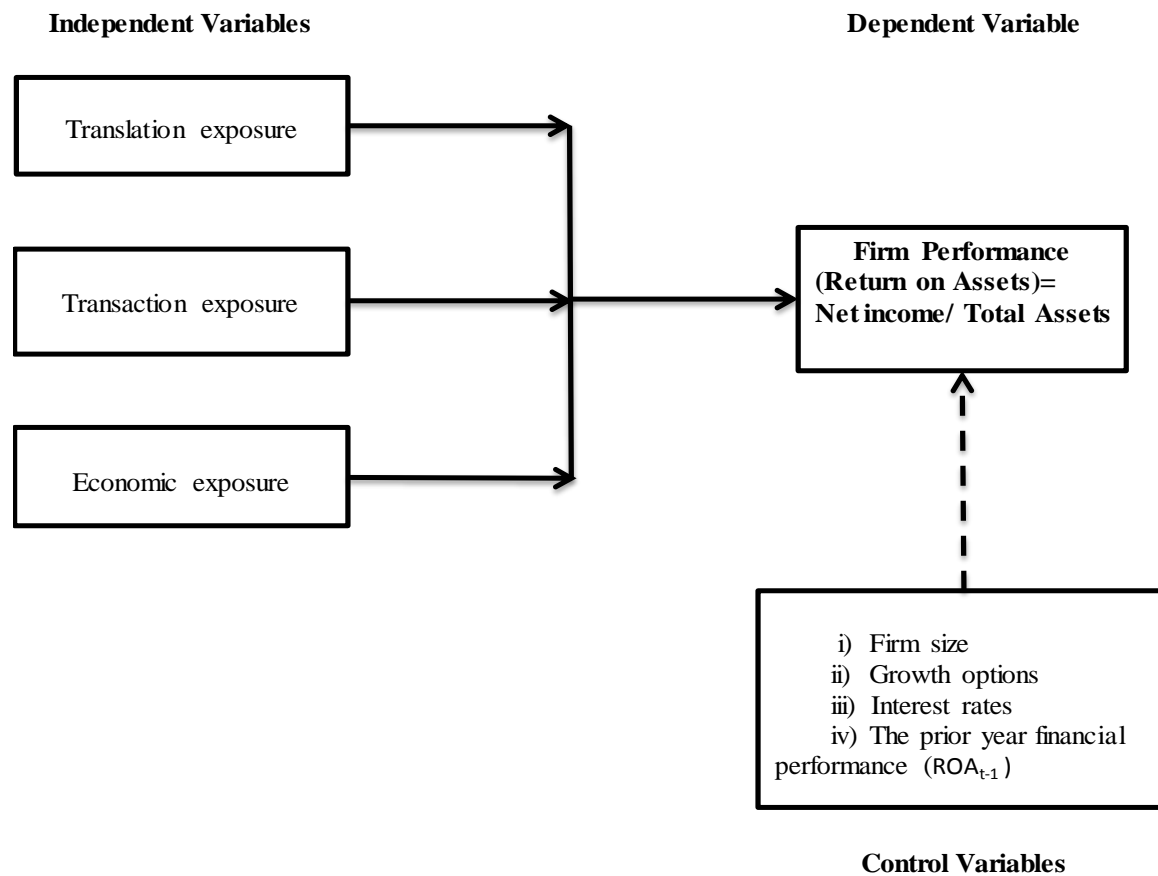 Independent Variables
Dependent Variable
Translation exposure
Transaction exposure
Economic exposure
Firm Performance
(Return on Assets)=
Net income/ Total Assets
i) Firm size
ii) Growth options
iii) Interest rates
iv) The prior year financial
performance (ROAt-1)
Control Variables